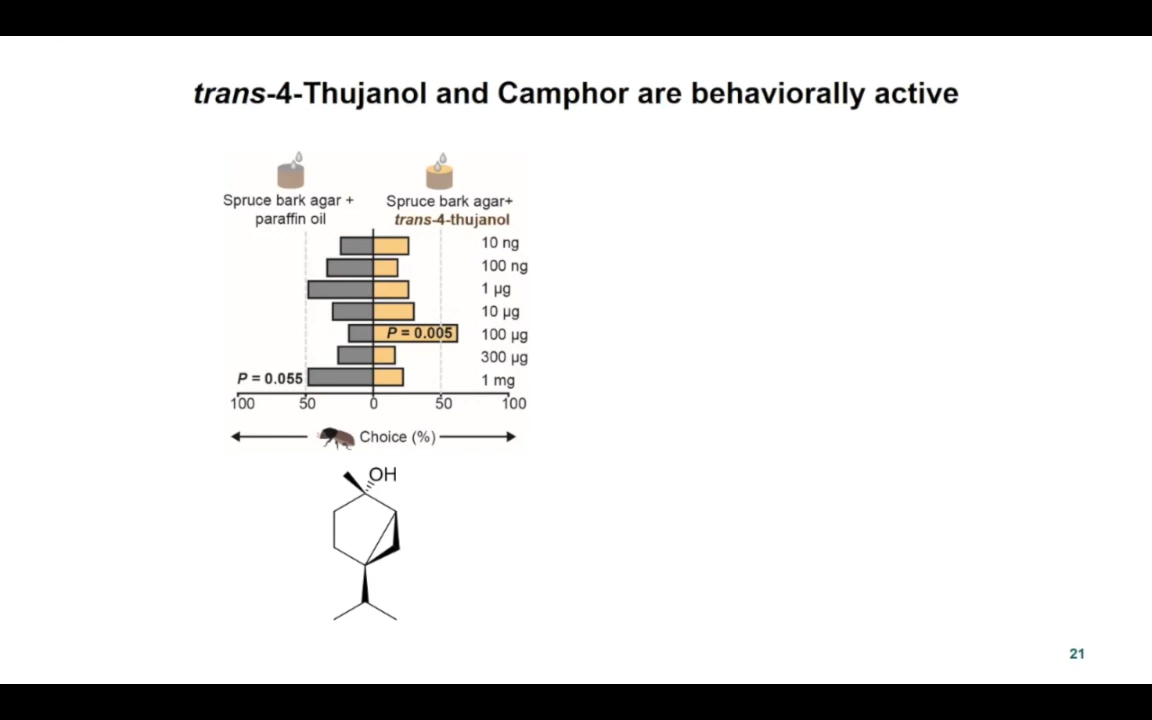 trans-4-Thujanol and Camphor are behaviorally active
Spruce bark agar +
paraffin oil
Spruce bark agar+
trans-4-thujanol
10 ng
100 ng
1 µg
10 µg
P = 0.005 100 µg
300 µg
P = 0.055 1 mg
100 50 0 50 100
Choice (%)
OH
21